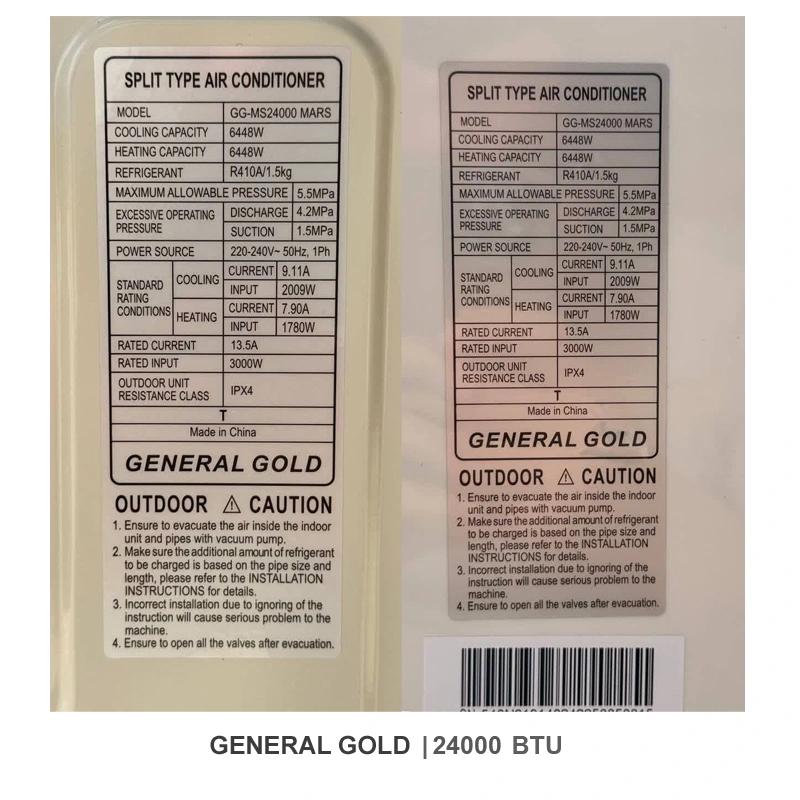 SPLIT TYPE AIR CONDITIONER
MODEL GG-MS24000 MARS
COOLING CAPACITY 6448W
HEATING CAPACITY 6448W
REFRIGERANT R410A/1.5kg
MAXIMUM ALLOWABLE PRESSURE 5.5MPa
EXCESSIVE OPERATING PRESSURE DISCHARGE 4.2MPa
SUCTION 1.5MPa
POWER SOURCE 220-240V~ 50Hz, 1Ph
STANDARD RATING CONDITIONS COOLING CURRENT 9.11A
INPUT 2009W
HEATING CURRENT 7.90A
INPUT 1780W
RATED CURRENT 13.5A
RATED INPUT 3000W
OUTDOOR UNIT RESISTANCE CLASS IPX4
T
Made in China
GENERAL GOLD
OUTDOOR ⚠ CAUTION
1. Ensure to evacuate the air inside the indoor
unit and pipes with vacuum pump.
2. Make sure the additional amount of refrigerant
to be charged is based on the pipe size and
length, please refer to the INSTALLATION
INSTRUCTIONS for details.
3. Incorrect installation due to ignoring of the
instruction will cause serious problem to the
machine.
4. Ensure to open all the valves after evacuation.
SPLIT TYPE AIR CONDITIONER
MODEL GG-MS24000 MARS
COOLING CAPACITY 6448W
HEATING CAPACITY 6448W
REFRIGERANT R410A/1.5kg
MAXIMUM ALLOWABLE PRESSURE 5.5MPa
EXCESSIVE OPERATING PRESSURE DISCHARGE 4.2MPa
SUCTION 1.5MPa
POWER SOURCE 220-240V~ 50Hz, 1Ph
STANDARD RATING CONDITIONS COOLING CURRENT 9.11A
INPUT 2009W
HEATING CURRENT 7.90A
INPUT 1780W
RATED CURRENT 13.5A
RATED INPUT 3000W
OUTDOOR UNIT RESISTANCE CLASS IPX4
T
Made in China
GENERAL GOLD
OUTDOOR ⚠ CAUTION
1. Ensure to evacuate the air inside the indoor
unit and pipes with vacuum pump.
2. Make sure the additional amount of refrigerant
to be charged is based on the pipe size and
length, please refer to the INSTALLATION
INSTRUCTIONS for details.
3. Incorrect installation due to ignoring of the
instruction will cause serious problem to the
machine.
4. Ensure to open all the valves after evacuation.
GENERAL GOLD | 24000 BTU